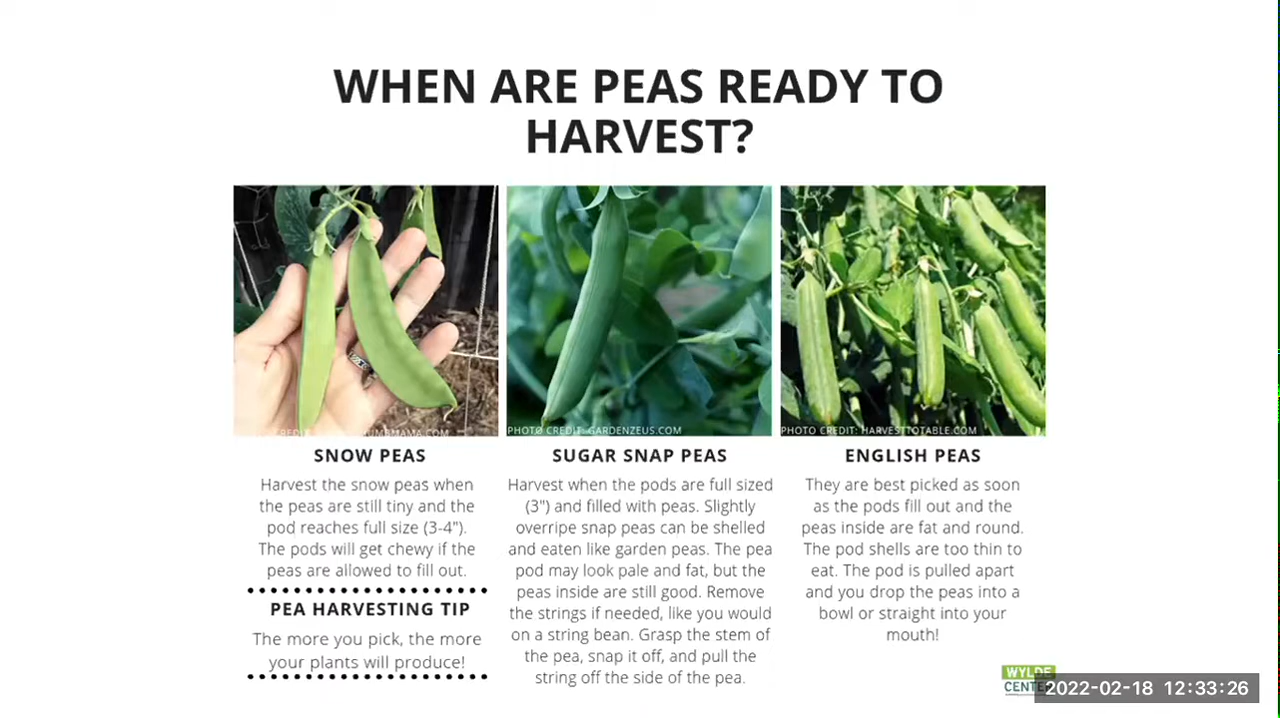 WHEN ARE PEAS READY TO
HARVEST?
PHOTO CREDIT: GARDENZEUS.COM
PHOTO CREDIT: HARVESTTOTABLE.COM
SNOW PEAS
Harvest the snow peas when
the peas are still tiny and the
pod reaches full size (3-4").
The pods will get chewy if the
peas are allowed to fill out.
PEA HARVESTING TIP
The more you pick, the more
your plants will produce!
SUGAR SNAP PEAS
Harvest when the pods are full sized
(3") and filled with peas. Slightly
overripe snap peas can be shelled
and eaten like garden peas. The pea
pod may look pale and fat, but the
peas inside are still good. Remove
the strings if needed, like you would
on a string bean. Grasp the stem of
the pea, snap it off, and pull the
string off the side of the pea.
ENGLISH PEAS
They are best picked as soon
as the pods fill out and the
peas inside are fat and round.
The pod shells are too thin to
eat. The pod is pulled apart
and you drop the peas into a
bowl or straight into your
mouth!
WYLDE
CENTER
2022-02-18 12:33:26